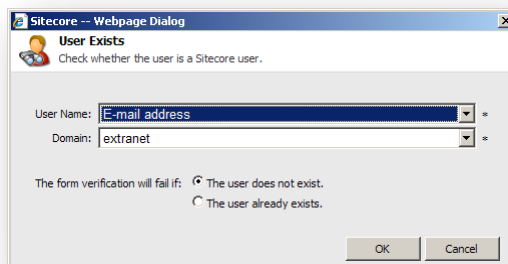 Sitecore -- Webpage Dialog
User Exists
Check whether the user is a Sitecore user.
User Name: E-mail address *
Domain: extranet *
The form verification will fail if: The user does not exist.
The user already exists.
OK Cancel